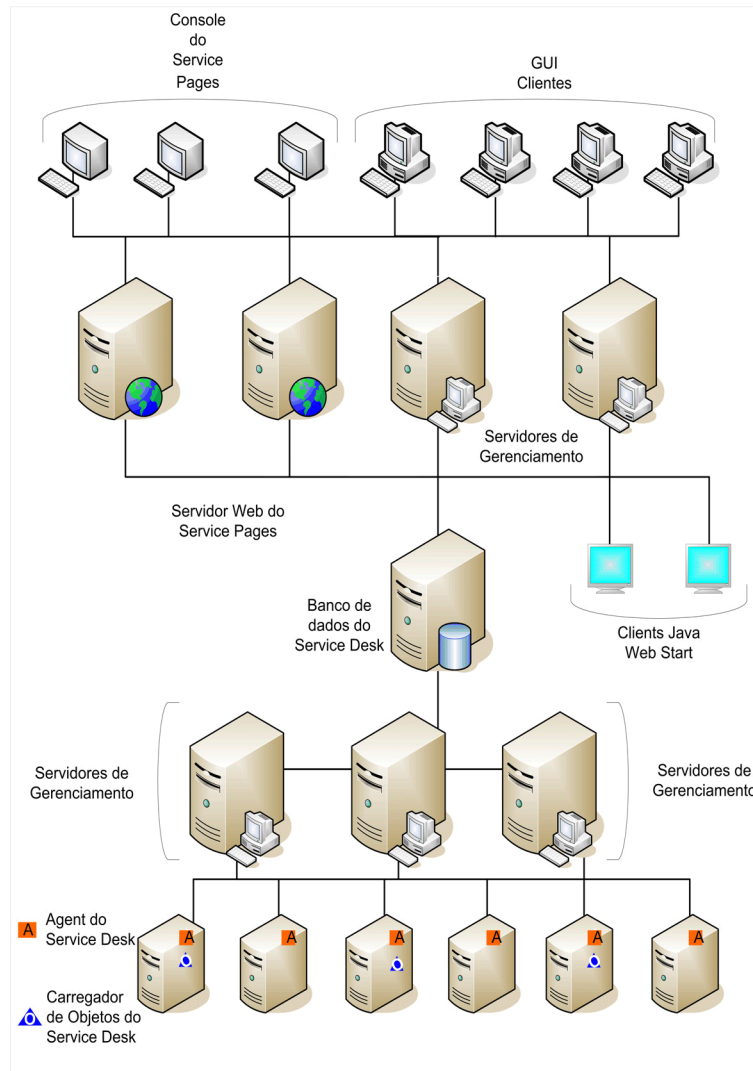 Console
do
Service
Pages
GUI
Clientes
Servidores de
Gerenciamento
Servidor Web do
Service Pages
Banco de
dados do
Service Desk
Clients Java
Web Start
Servidores de
Gerenciamento
Servidores de
Gerenciamento
A
Agent do
Service Desk
A
A
A
A
A
A
O
O
O
O
Carregador
de Objetos do
Service Desk